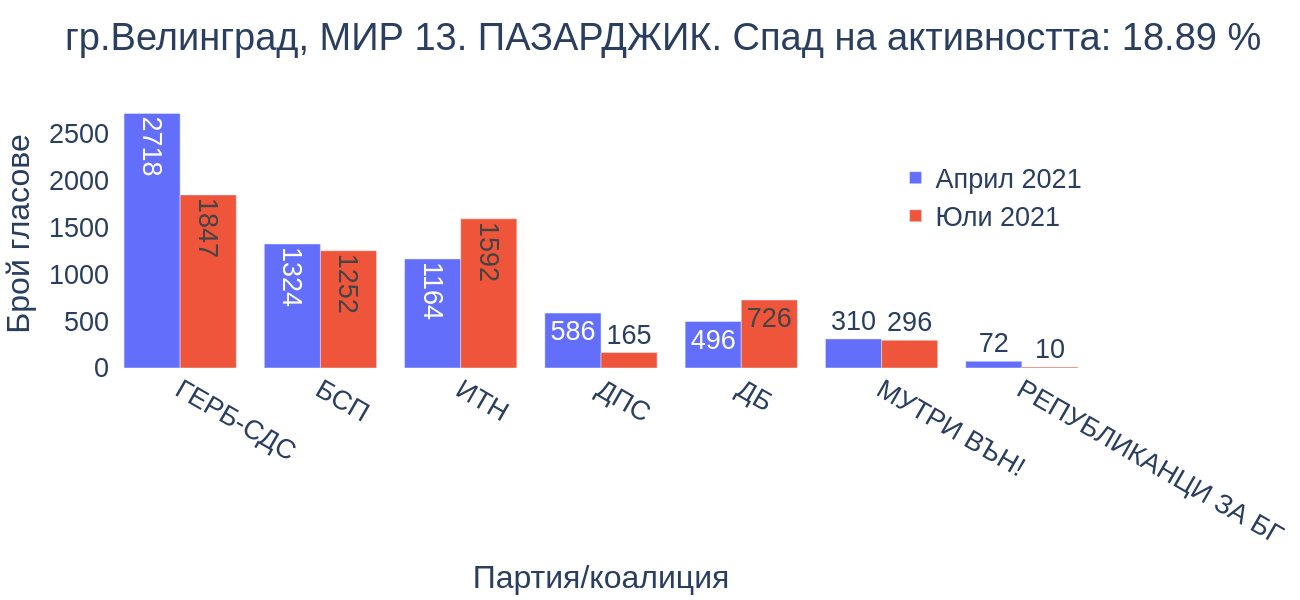 гр.Велинград, МИР 13. ПАЗАРДЖИК. Спад на активността: 18.89 %
Брой гласове
2500
2000
1500
1000
500
0
2718
1847
1324
1252
1164
1592
586
165
496
726
310
296
72
10
Април 2021
Юли 2021
ГЕРБ-СДС
БСП
ИТН
ДПС
ДБ
МУТРИ ВЪН!
РЕПУБЛИКАНЦИ ЗА БГ
Партия/коалиция